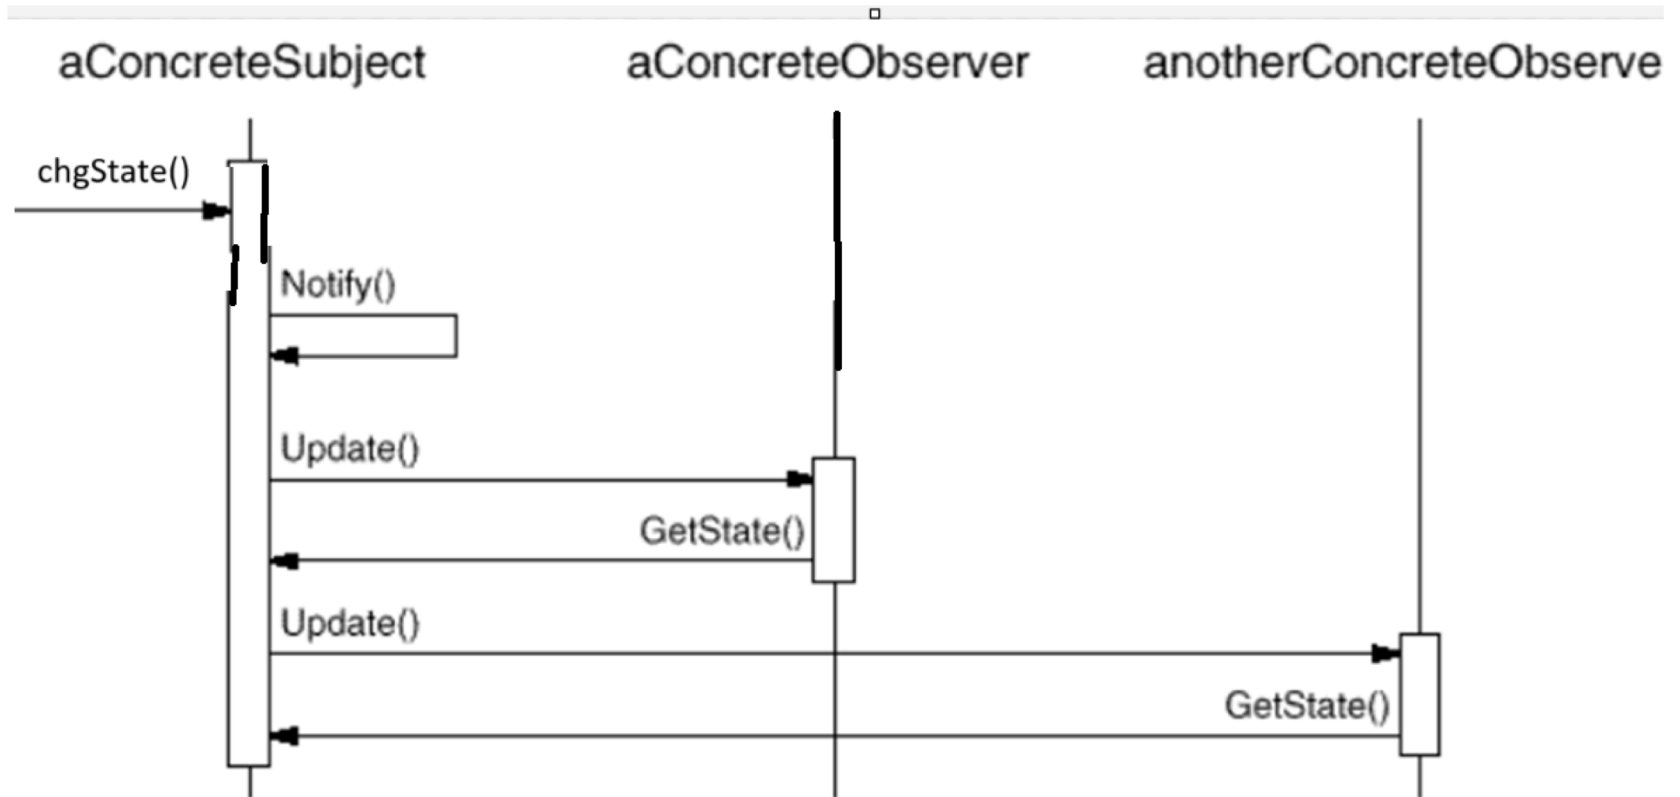 aConcreteSubject
aConcreteObserver
anotherConcreteObserve
chgState()
Notify()
Update()
GetState()
Update()
GetState()